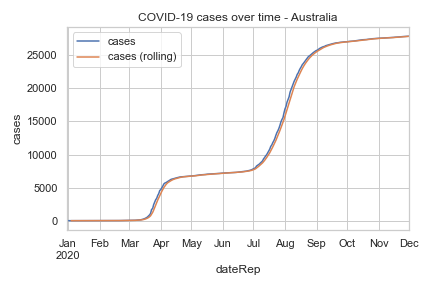 COVID-19 cases over time - Australia
cases
cases (rolling)
25000
20000
15000
10000
5000
0
cases
Jan Feb Mar Apr May Jun Jul Aug Sep Oct Nov Dec
2020
dateRep